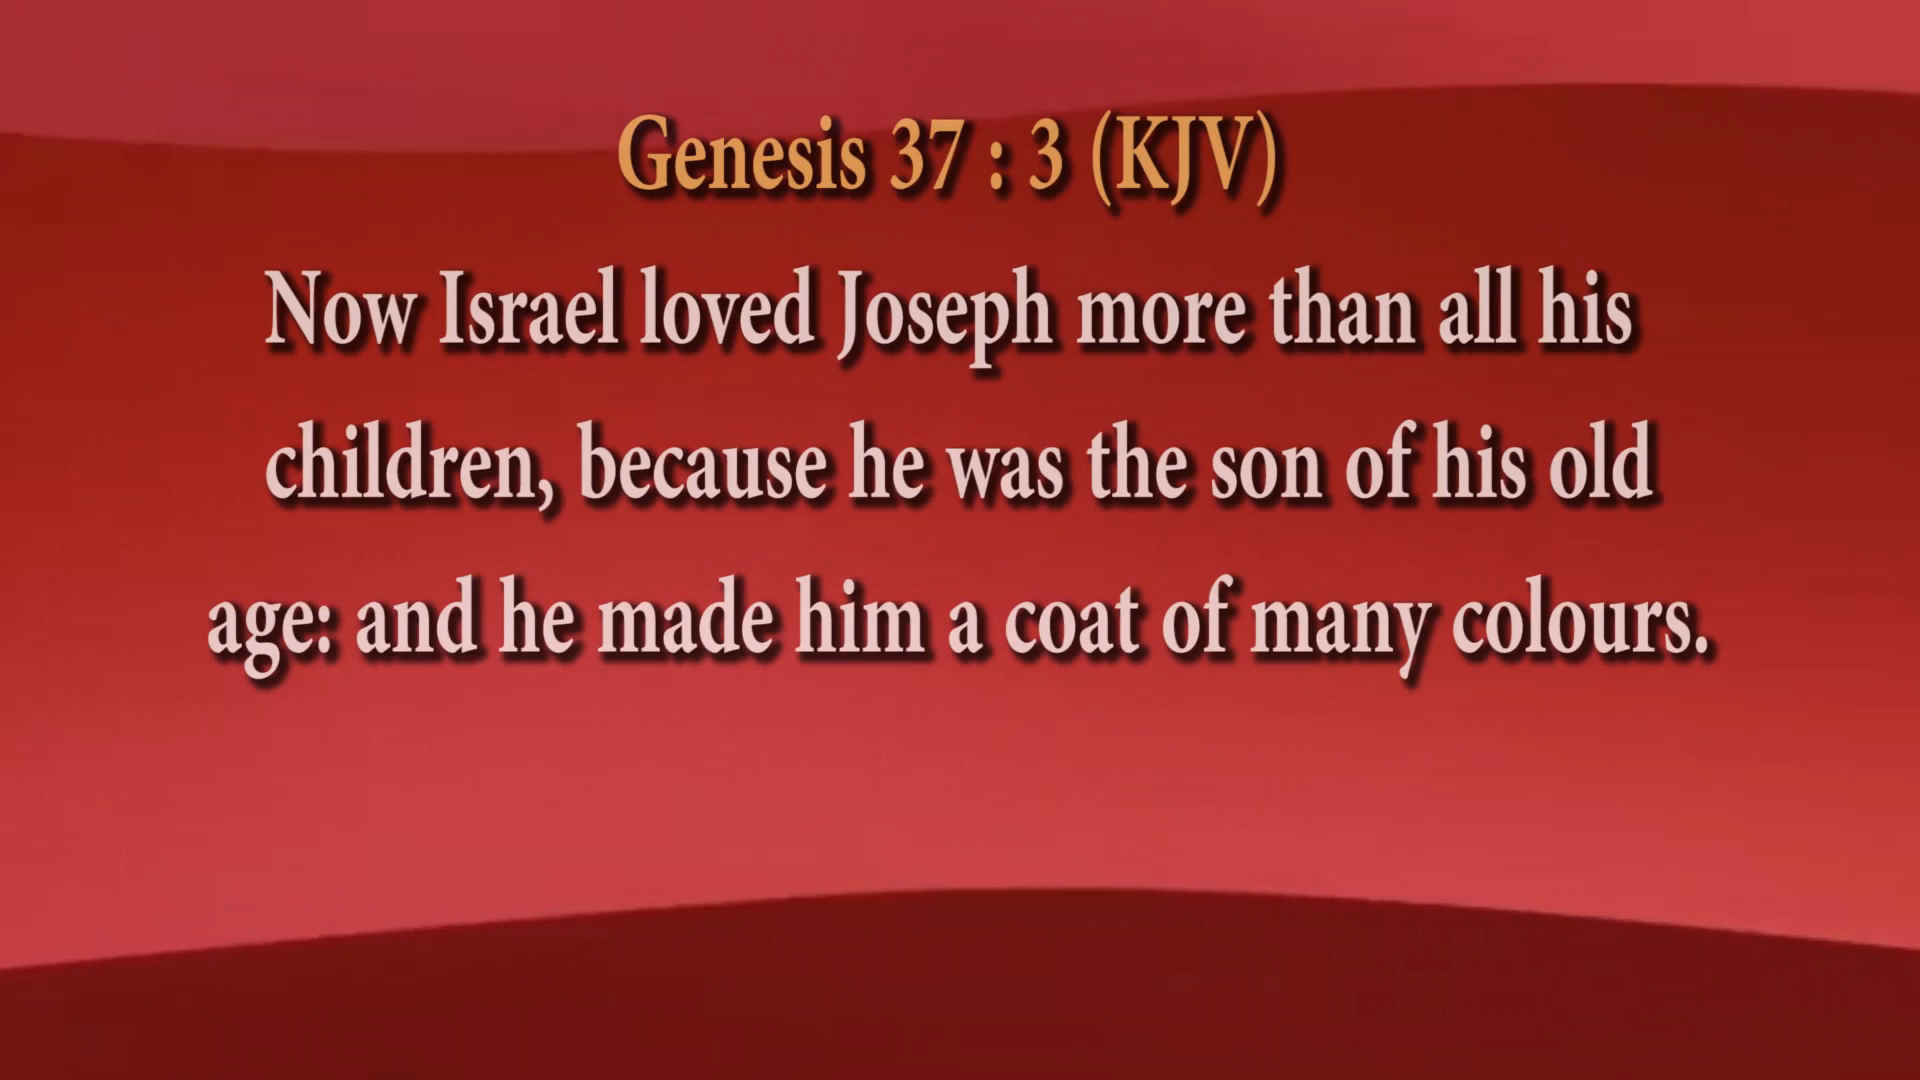 Genesis 37 : 3 (KJV)
Now Israel loved Joseph more than all his
children, because he was the son of his old
age: and he made him a coat of many colours.